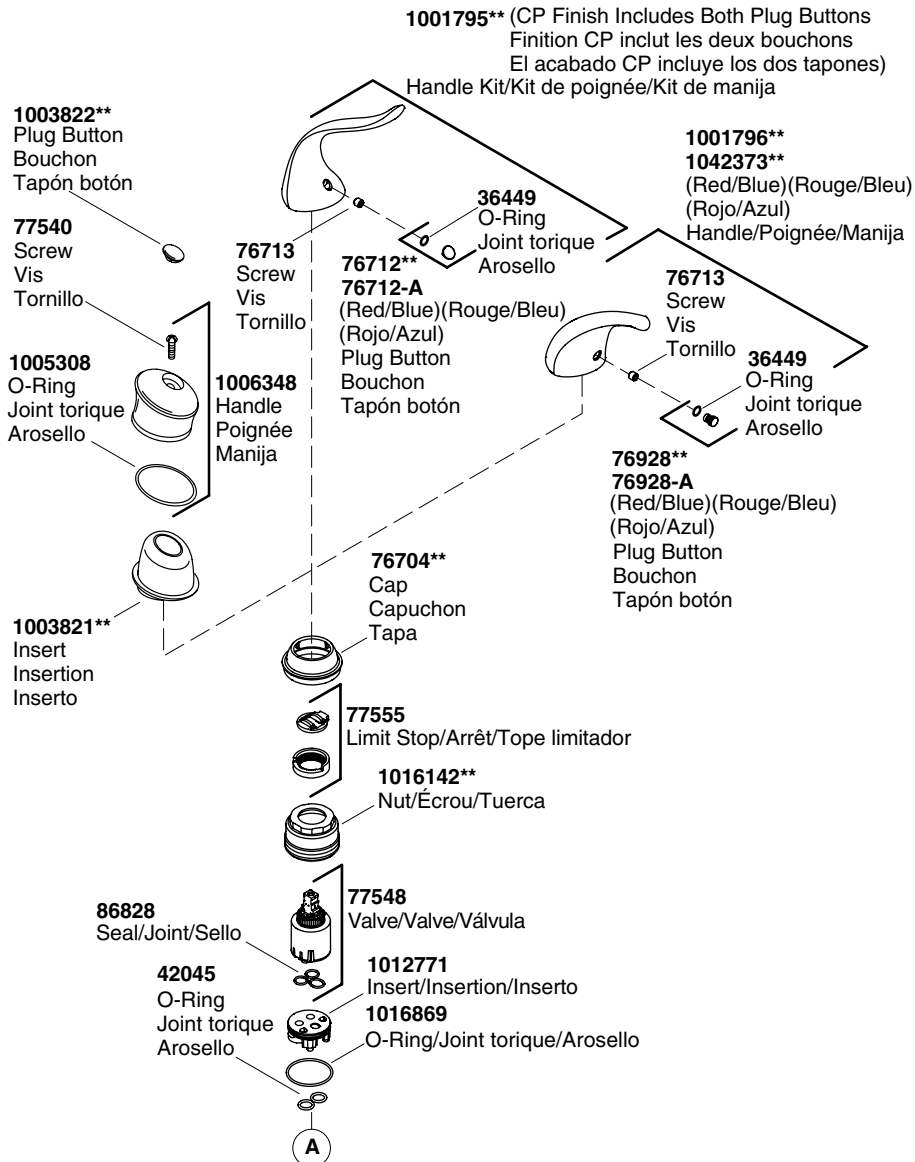 1001795** (CP Finish Includes Both Plug Buttons
Finition CP inclut les deux bouchons
El acabado CP incluye los dos tapones)
Handle Kit/Kit de poignée/Kit de manija
1003822**
Plug Button
Bouchon
Tapón botón
1001796**
1042373**
(Red/Blue)(Rouge/Bleu)
(Rojo/Azul)
Handle/Poignée/Manija
77540
Screw
Vis
Tornillo
36449
O-Ring
Joint torique
Arosello
76713
Screw
Vis
Tornillo
76712**
76712-A
(Red/Blue)(Rouge/Bleu)
(Rojo/Azul)
Plug Button
Bouchon
Tapón botón
76713
Screw
Vis
Tornillo
1005308
O-Ring
Joint torique
Arosello
1006348
Handle
Poignée
Manija
36449
O-Ring
Joint torique
Arosello
76928**
76928-A
(Red/Blue)(Rouge/Bleu)
(Rojo/Azul)
Plug Button
Bouchon
Tapón botón
76704**
Cap
Capuchon
Tapa
1003821**
Insert
Insertion
Inserto
77555
Limit Stop/Arrêt/Tope limitador
1016142**
Nut/Écrou/Tuerca
77548
Valve/Valve/Válvula
86828
Seal/Joint/Sello
1012771
Insert/Insertion/Inserto
42045
O-Ring
Joint torique
Arosello
1016869
O-Ring/Joint torique/Arosello
A